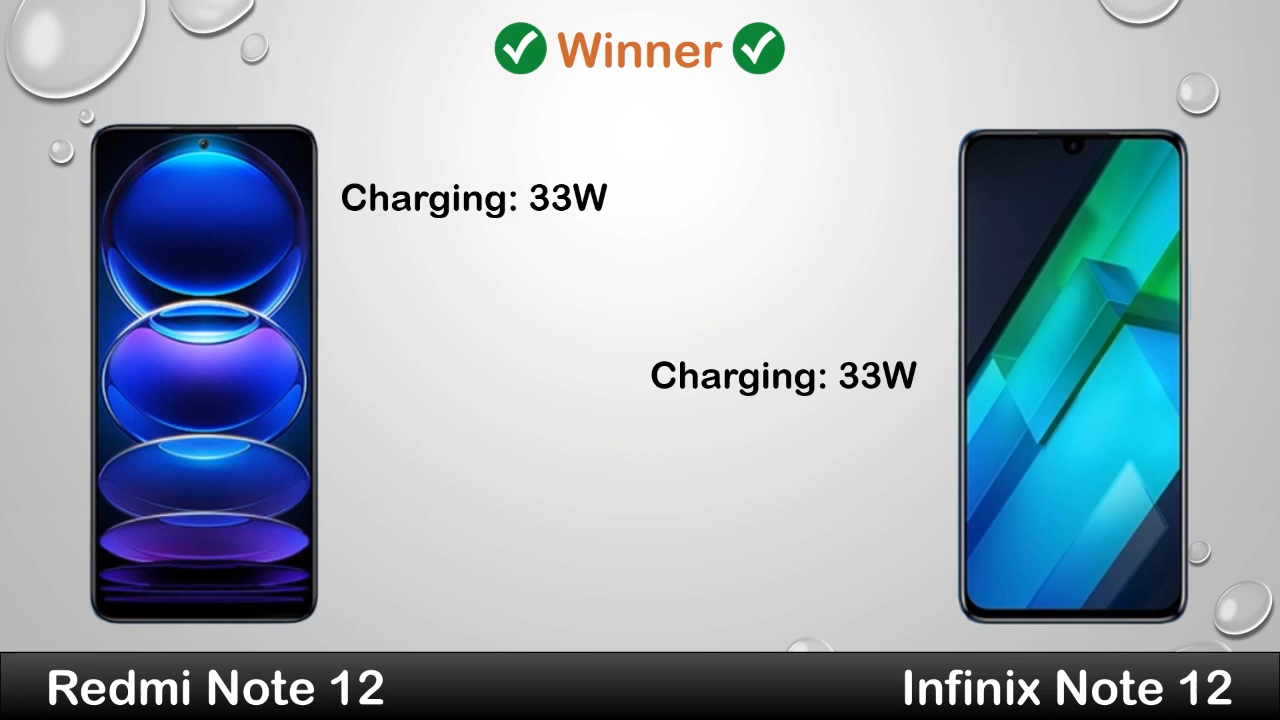 Winner
Charging: 33W
Charging: 33W
Redmi Note 12
Infinix Note 12